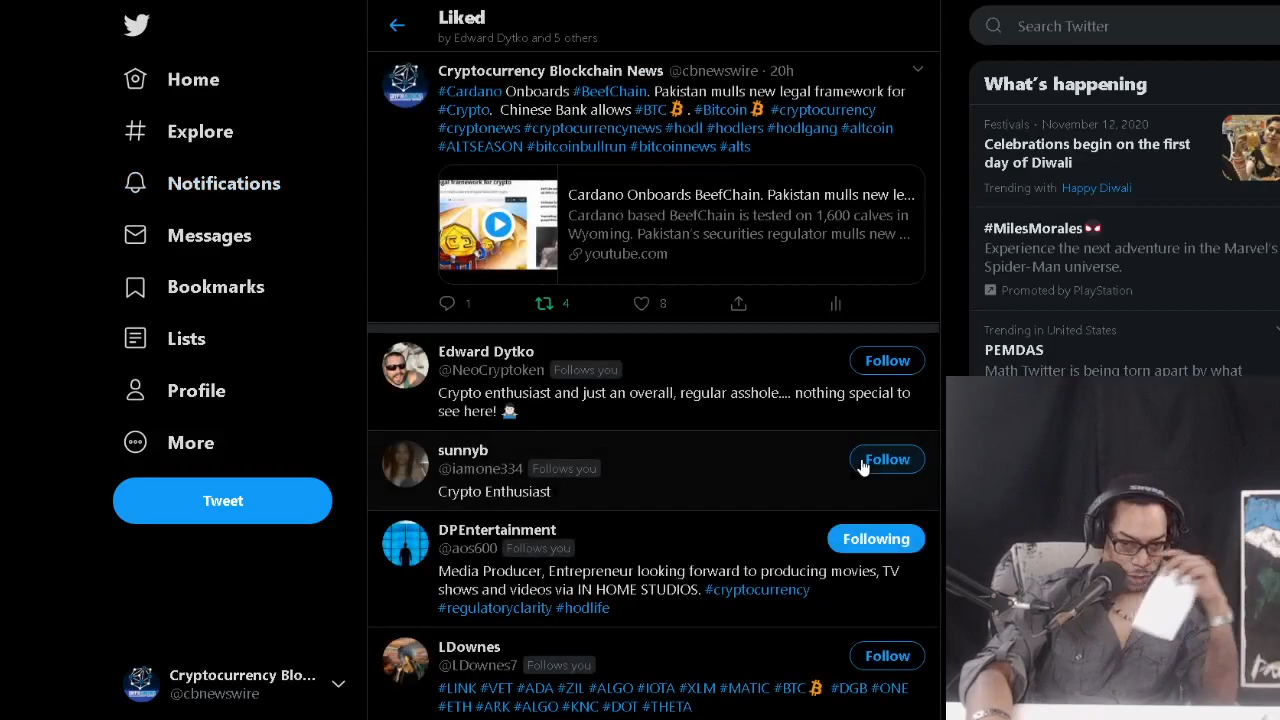 Home
Explore
Notifications
Messages
Bookmarks
Lists
Profile
More
Tweet
Cryptocurrency Blo...
@cbnewswire
Liked
by Edward Dytko and 5 others
Cryptocurrency Blockchain News @cbnewswire · 20h
#Cardano Onboards #BeefChain. Pakistan mulls new legal framework for
#Crypto. Chinese Bank allows #BTC . #Bitcoin #cryptocurrency
#cryptonews #cryptocurrencynews #hodl #hodlers #hodlgang #altcoin
#ALTSEASON #bitcoinbullrun #bitcoinnews #alts
Cardano Onboards BeefChain. Pakistan mulls new le...
Cardano based BeefChain is tested on 1,600 calves in
Wyoming. Pakistan's securities regulator mulls new ...
youtube.com
1 4 8
Edward Dytko
@NeoCryptoken Follows you
Follow
Crypto enthusiast and just an overall, regular asshole.... nothing special to
see here!
sunnyb
@iamone334 Follows you
Follow
Crypto Enthusiast
DPEntertainment
@aos600 Follows you
Following
Media Producer, Entrepreneur looking forward to producing movies, TV
shows and videos via IN HOME STUDIOS. #cryptocurrency
#regulatoryclarity #hodlife
LDownes
@LDownes7 Follows you
Follow
#LINK #VET #ADA #ZIL #ALGO #IOTA #XLM #MATIC #BTC #DGB #ONE
#ETH #ARK #ALGO #KNC #DOT #THETA
Search Twitter
What's happening
Festivals · November 12, 2020
Celebrations begin on the first
day of Diwali
Trending with Happy Diwali
#MilesMorales
Experience the next adventure in the Marvel's
Spider-Man universe.
Promoted by PlayStation
Trending in United States
PEMDAS
Math Twitter is being torn apart by what